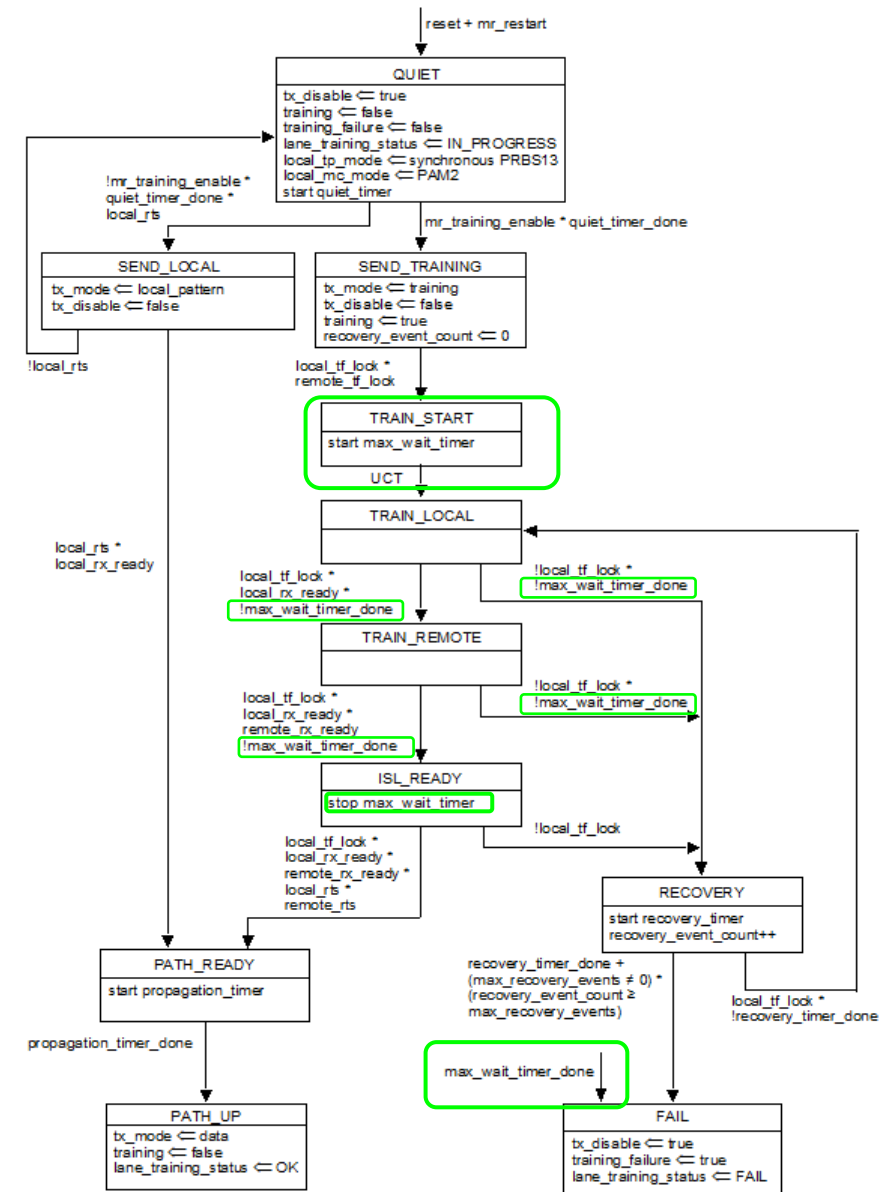 reset + mr_restart
QUIET
tx_disable ⇐ true
training ⇐ false
training_failure ⇐ false
lane_training_status ⇐ IN_PROGRESS
local_tp_mode ⇐ synchronous PRBS13
local_mc_mode ⇐ PAM2
start quiet_timer
!mr_training_enable *
quiet_timer_done *
local_rts
mr_training_enable * quiet_timer_done
SEND_LOCAL
tx_mode ⇐ local_pattern
tx_disable ⇐ false
SEND_TRAINING
tx_mode ⇐ training
tx_disable ⇐ false
training ⇐ true
recovery_event_count ⇐ 0
!local_rts
local_tf_lock *
remote_tf_lock
TRAIN_START
start max_wait_timer
UCT
TRAIN_LOCAL
local_rts *
local_rx_ready
local_tf_lock *
local_rx_ready *
!max_wait_timer_done
!local_tf_lock *
!max_wait_timer_done
TRAIN_REMOTE
local_tf_lock *
local_rx_ready *
remote_rx_ready
!max_wait_timer_done
!local_tf_lock *
!max_wait_timer_done
ISL_READY
stop max_wait_timer
!local_tf_lock
local_tf_lock *
local_rx_ready *
remote_rx_ready *
local_rts *
remote_rts
RECOVERY
start recovery_timer
recovery_event_count++
PATH_READY
start propagation_timer
recovery_timer_done +
(max_recovery_events ≠ 0) *
(recovery_event_count ≥
max_recovery_events)
local_tf_lock *
!recovery_timer_done
propagation_timer_done
max_wait_timer_done
PATH_UP
tx_mode ⇐ data
training ⇐ false
lane_training_status ⇐ OK
FAIL
tx_disable ⇐ true
training_failure ⇐ true
lane_training_status ⇐ FAIL